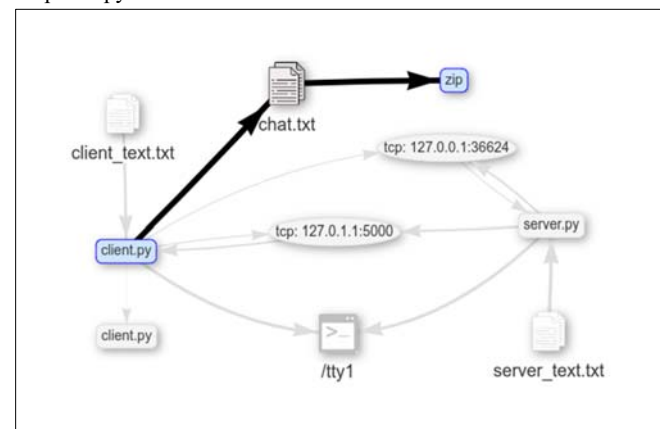 zip
chat.txt
client_text.txt
tcp: 127.0.0.1:36624
tcp: 127.0.1.1:5000
server.py
client.py
client.py
/tty1
server_text.txt